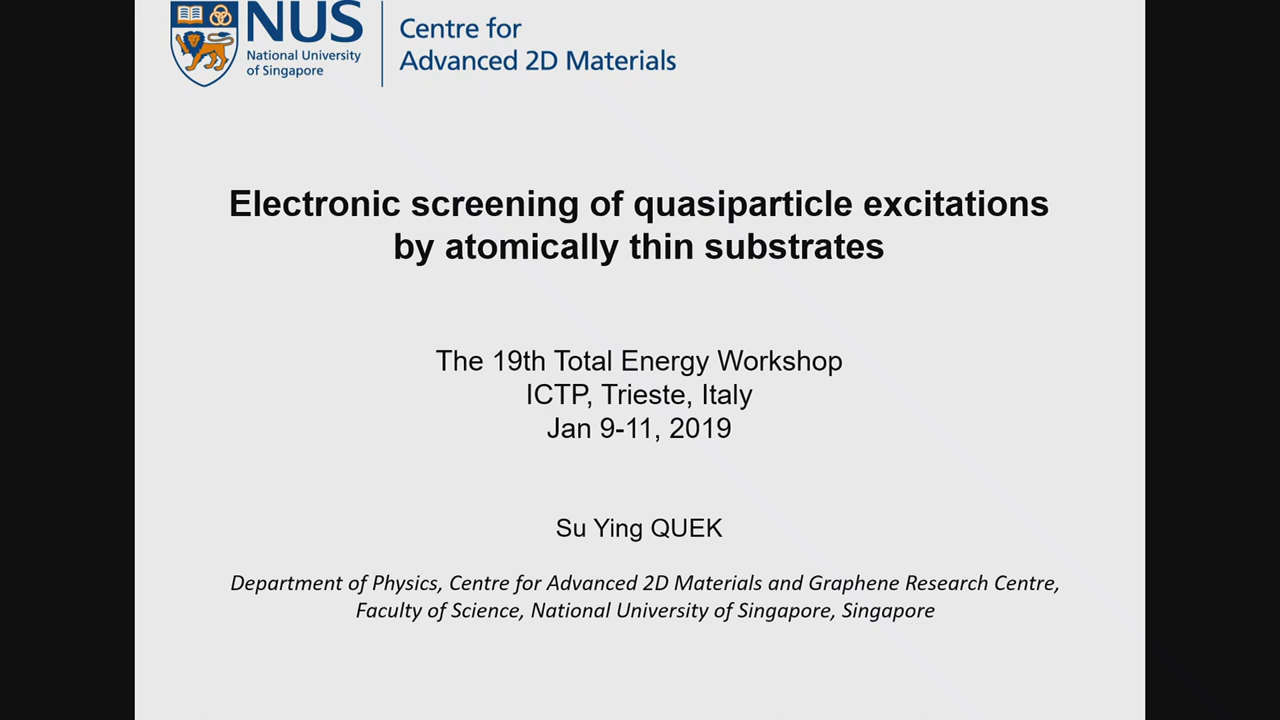 NUS
National University
of Singapore
Centre for
Advanced 2D Materials
Electronic screening of quasiparticle excitations
by atomically thin substrates
The 19th Total Energy Workshop
ICTP, Trieste, Italy
Jan 9-11, 2019
Su Ying QUEK
Department of Physics, Centre for Advanced 2D Materials and Graphene Research Centre,
Faculty of Science, National University of Singapore, Singapore